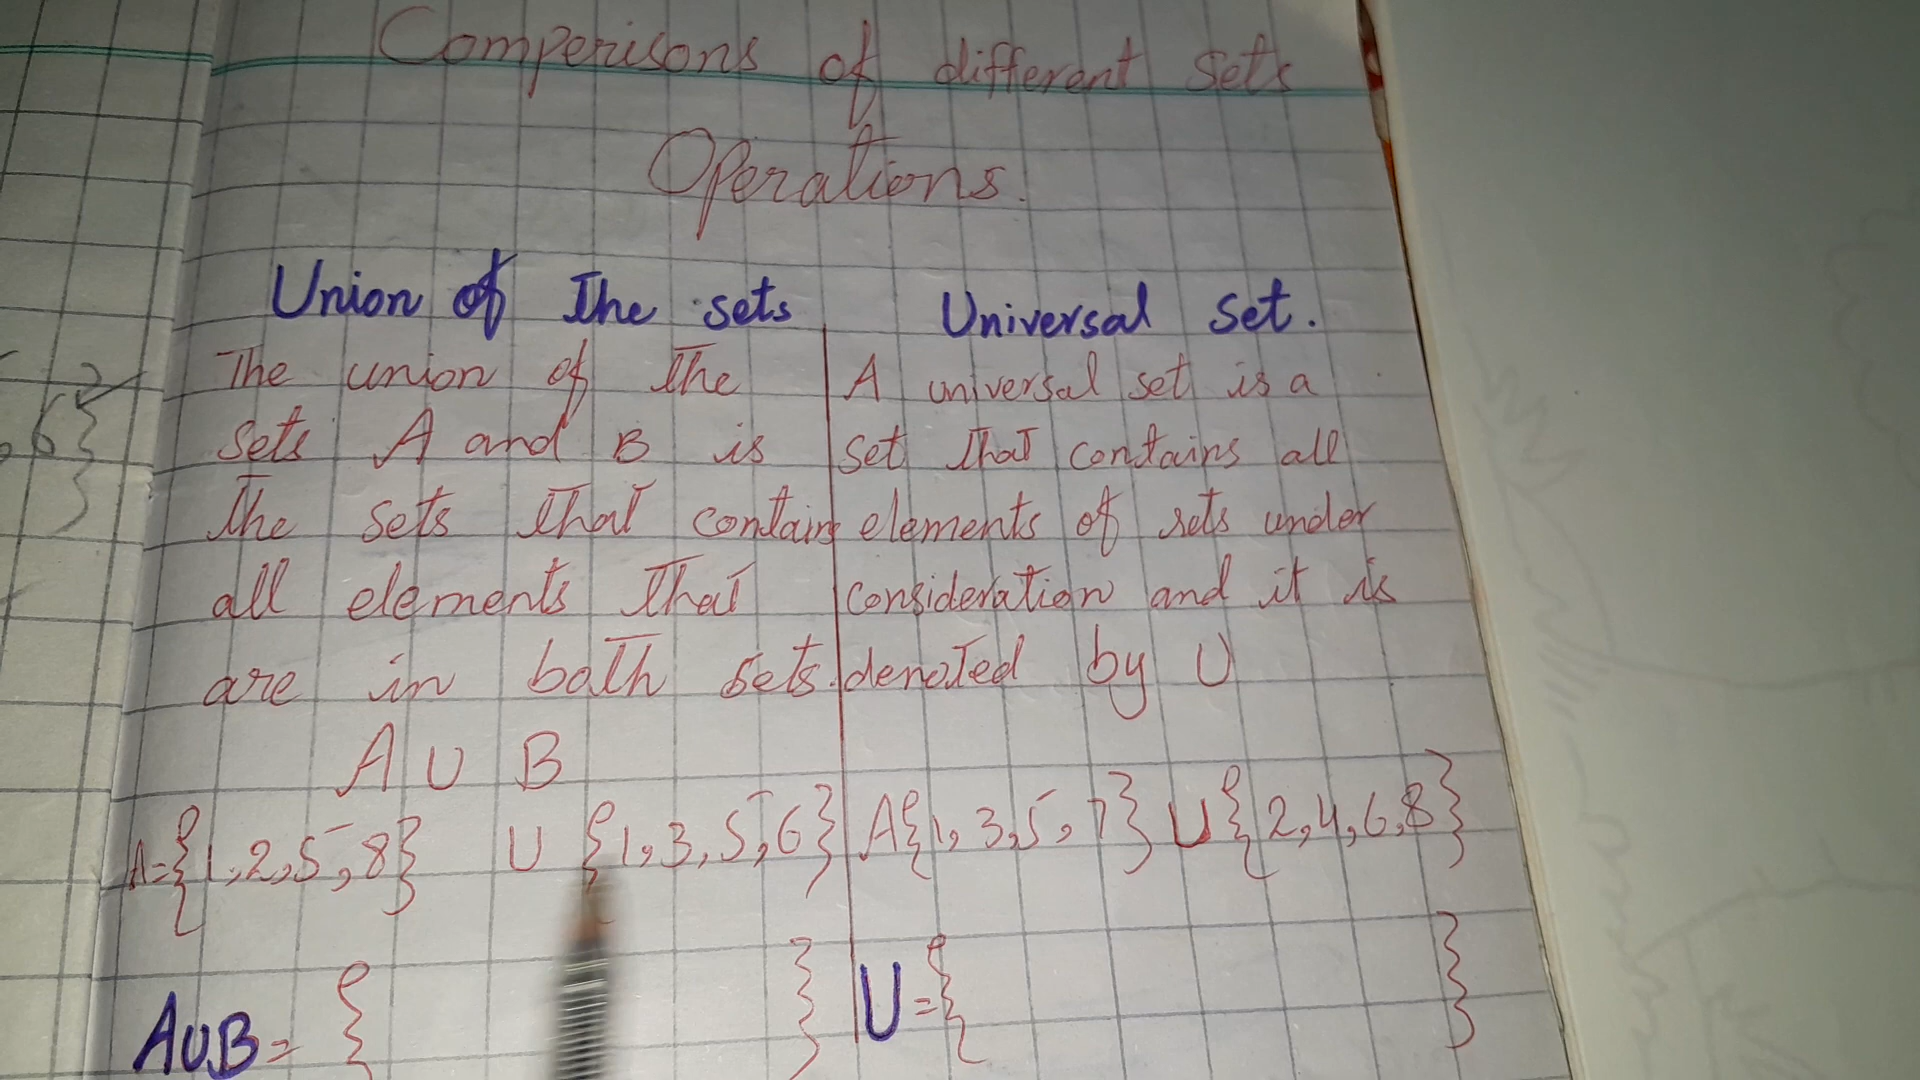 Comperisons of different sets
Operations.
Union of The sets
The union of The
sets A and B is
The sets That contains
all elements That
are in both sets.
A U B
A={1,2,5,8} U {1,3,5,6}
AUB= { }
Universal set.
A universal set is a
set That contains all
elements of sets under
consideration and it is
denoted by U
A{1,3,5,7} U {2,4,6,8}
U={ }
6}
}